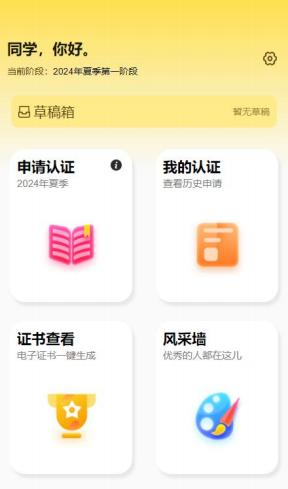 同学，你好。
当前阶段：2024年夏季第一阶段
草稿箱 暂无草稿
申请认证
2024年夏季
我的认证
查看历史申请
证书查看
电子证书一键生成
风采墙
优秀的人都在这儿